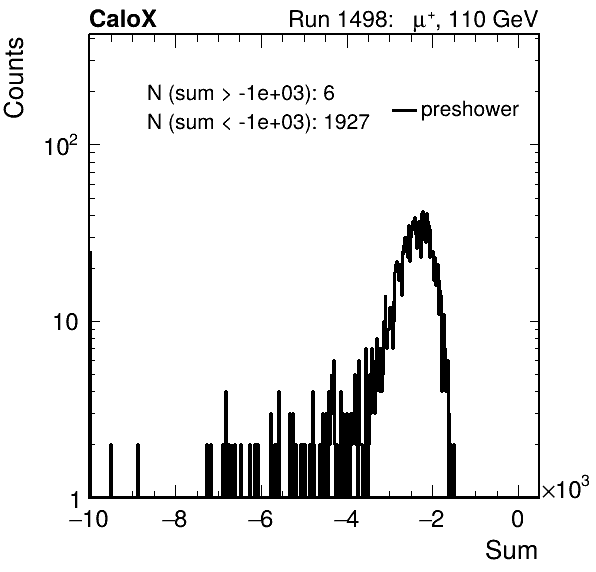 CaloX Run 1498: μ⁺, 110 GeV
Counts
N (sum > -1e+03): 6
N (sum < -1e+03): 1927
preshower
10²
10
1
−10 −8 −6 −4 −2 0 ×10³
Sum